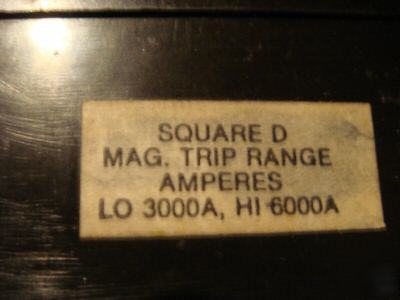 SQUARE D
MAG. TRIP RANGE
AMPERES
LO 3000A, HI 6000A